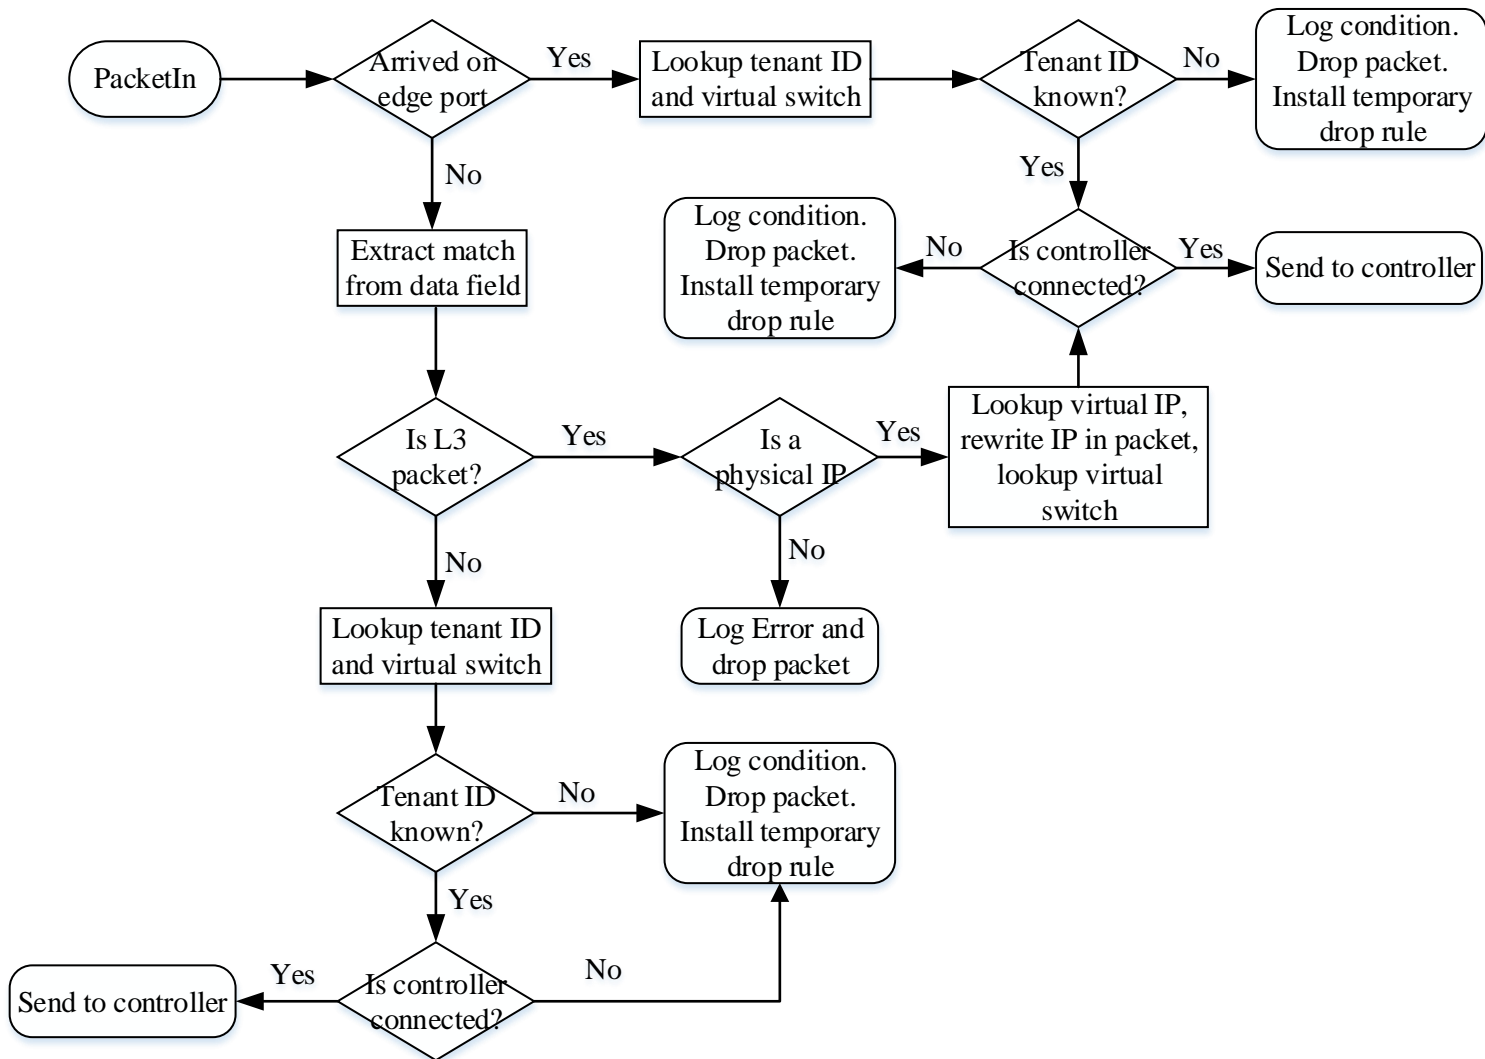 PacketIn
Arrived on
edge port
Yes
Lookup tenant ID
and virtual switch
Tenant ID
known?
No
Log condition.
Drop packet.
Install temporary
drop rule
No
Yes
Extract match
from data field
Log condition.
Drop packet.
Install temporary
drop rule
No
Is controller
connected?
Yes
Send to controller
Is L3
packet?
Yes
Is a
physical IP
Yes
Lookup virtual IP,
rewrite IP in packet,
lookup virtual
switch
No
No
Lookup tenant ID
and virtual switch
Log Error and
drop packet
Tenant ID
known?
No
Log condition.
Drop packet.
Install temporary
drop rule
Yes
Is controller
connected?
Yes
No
Send to controller